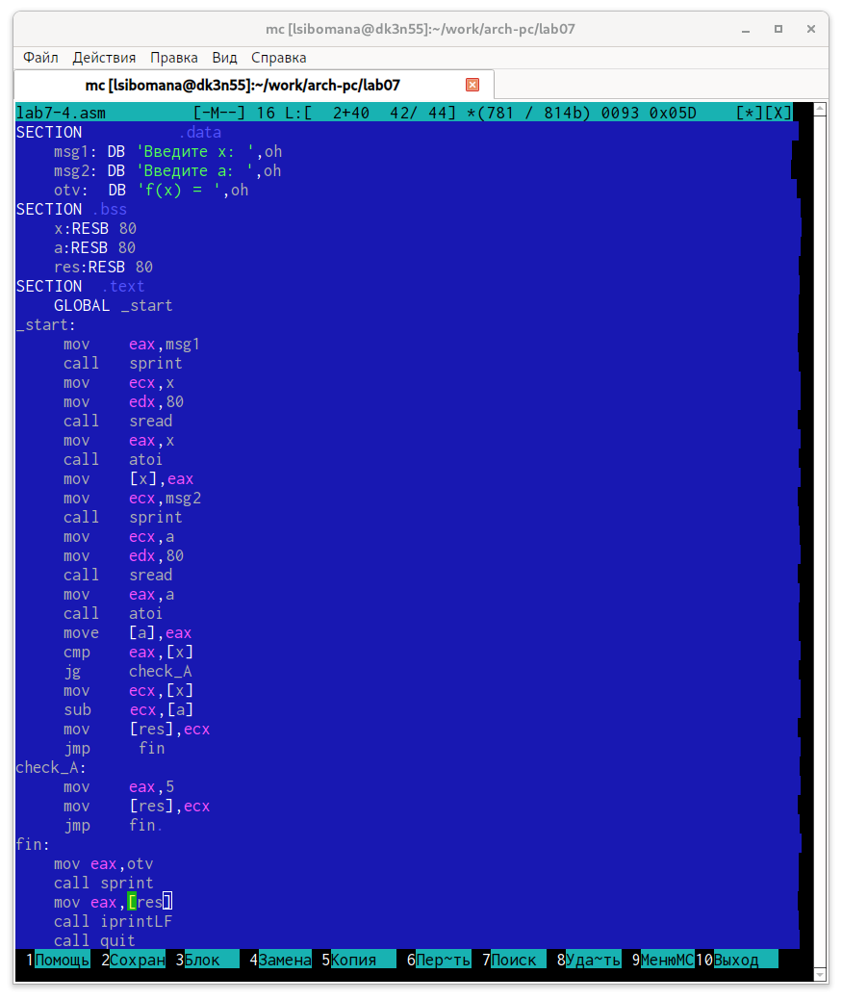 mc [lsibomana@dk3n55]:~/work/arch-pc/lab07
Файл Действия Правка Вид Справка
mc [lsibomana@dk3n55]:~/work/arch-pc/lab07
lab7-4.asm [-M--] 16 L:[ 2+40 42/ 44] *(781 / 814b) 0093 0x05D [*][X]
SECTION .data
msg1: DB 'Введите x: ',oh
msg2: DB 'Введите a: ',oh
otv: DB 'f(x) = ',oh
SECTION .bss
x:RESB 80
a:RESB 80
res:RESB 80
SECTION .text
GLOBAL _start
_start:
mov eax,msg1
call sprint
mov ecx,x
mov edx,80
call sread
mov eax,x
call atoi
mov [x],eax
mov ecx,msg2
call sprint
mov ecx,a
mov edx,80
call sread
mov eax,a
call atoi
move [a],eax
cmp eax,[x]
jg check_A
mov ecx,[x]
sub ecx,[a]
mov [res],ecx
jmp fin
check_A:
mov eax,5
mov [res],ecx
jmp fin.
fin:
mov eax,otv
call sprint
mov eax,[res]
call iprintLF
call quit
1Помощь 2Сохран 3Блок 4Замена 5Копия 6Пер~ть 7Поиск 8Уда~ть 9МенюMC 10Выход